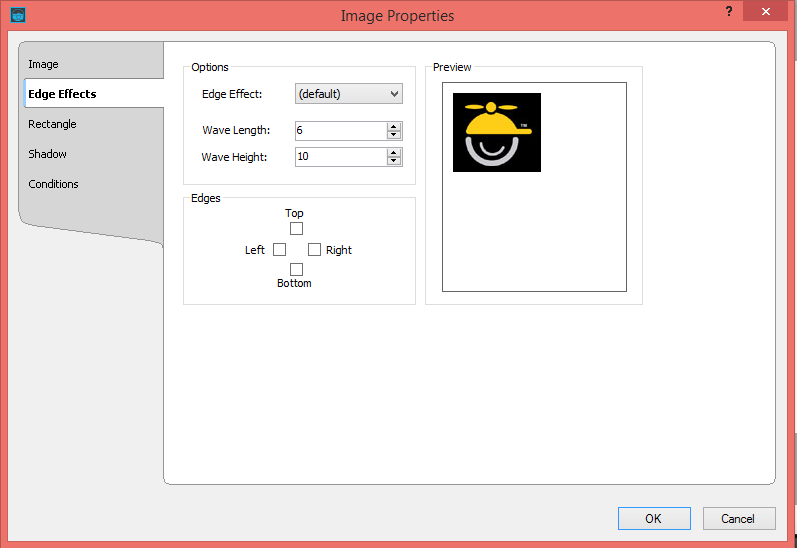 Image Properties
?
Image
Edge Effects
Rectangle
Shadow
Conditions
Options
Edge Effect: (default)
Wave Length: 6
Wave Height: 10
Edges
Top
Left Right
Bottom
Preview
™
OK Cancel